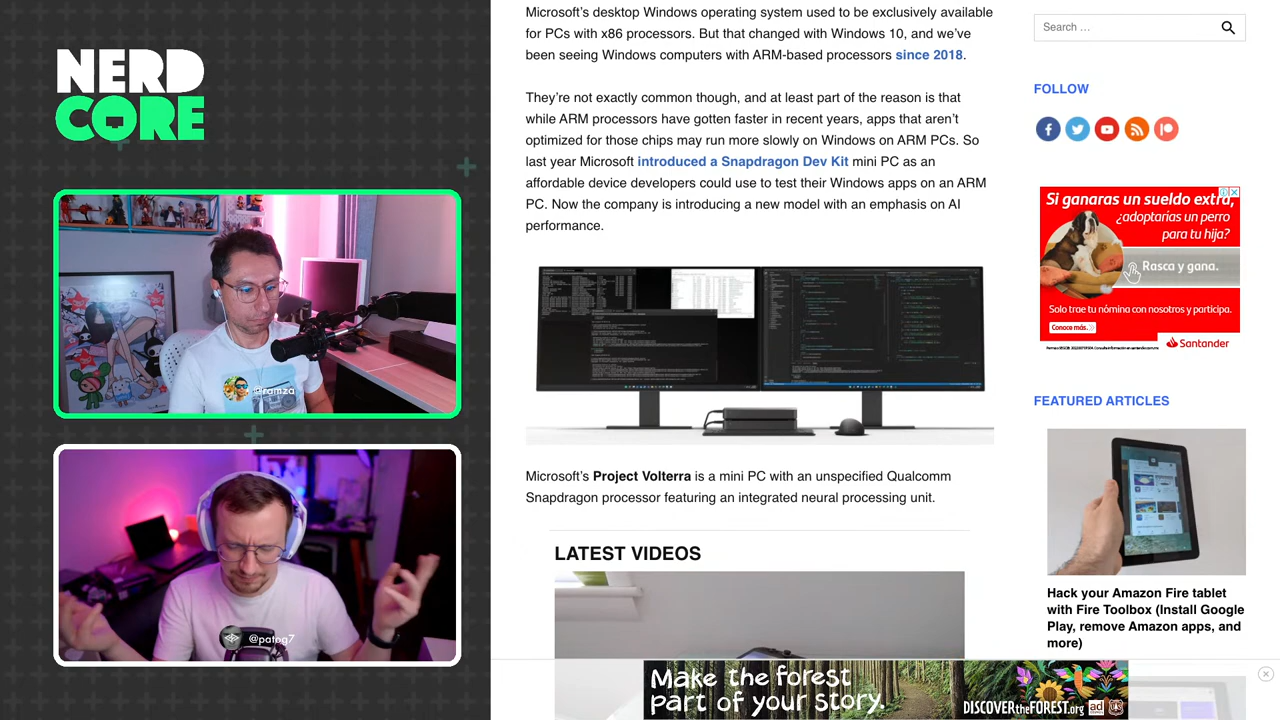 NERD
CORE
@ramza
@patog7
Microsoft's desktop Windows operating system used to be exclusively available
for PCs with x86 processors. But that changed with Windows 10, and we've
been seeing Windows computers with ARM-based processors since 2018.
They're not exactly common though, and at least part of the reason is that
while ARM processors have gotten faster in recent years, apps that aren't
optimized for those chips may run more slowly on Windows on ARM PCs. So
last year Microsoft introduced a Snapdragon Dev Kit mini PC as an
affordable device developers could use to test their Windows apps on an ARM
PC. Now the company is introducing a new model with an emphasis on AI
performance.
Microsoft's Project Volterra is a mini PC with an unspecified Qualcomm
Snapdragon processor featuring an integrated neural processing unit.
LATEST VIDEOS
Search …
FOLLOW
Si ganaras un sueldo extra,
¿adoptarias un perro
para tu hija?
Rasca y gana.
Solo trae tu nómina con nosotros y participa.
Conoce más.
Santander
FEATURED ARTICLES
Hack your Amazon Fire tablet
with Fire Toolbox (Install Google
Play, remove Amazon apps, and
more)
Make the forest
part of your story.
DISCOVERtheFOREST.org
ad